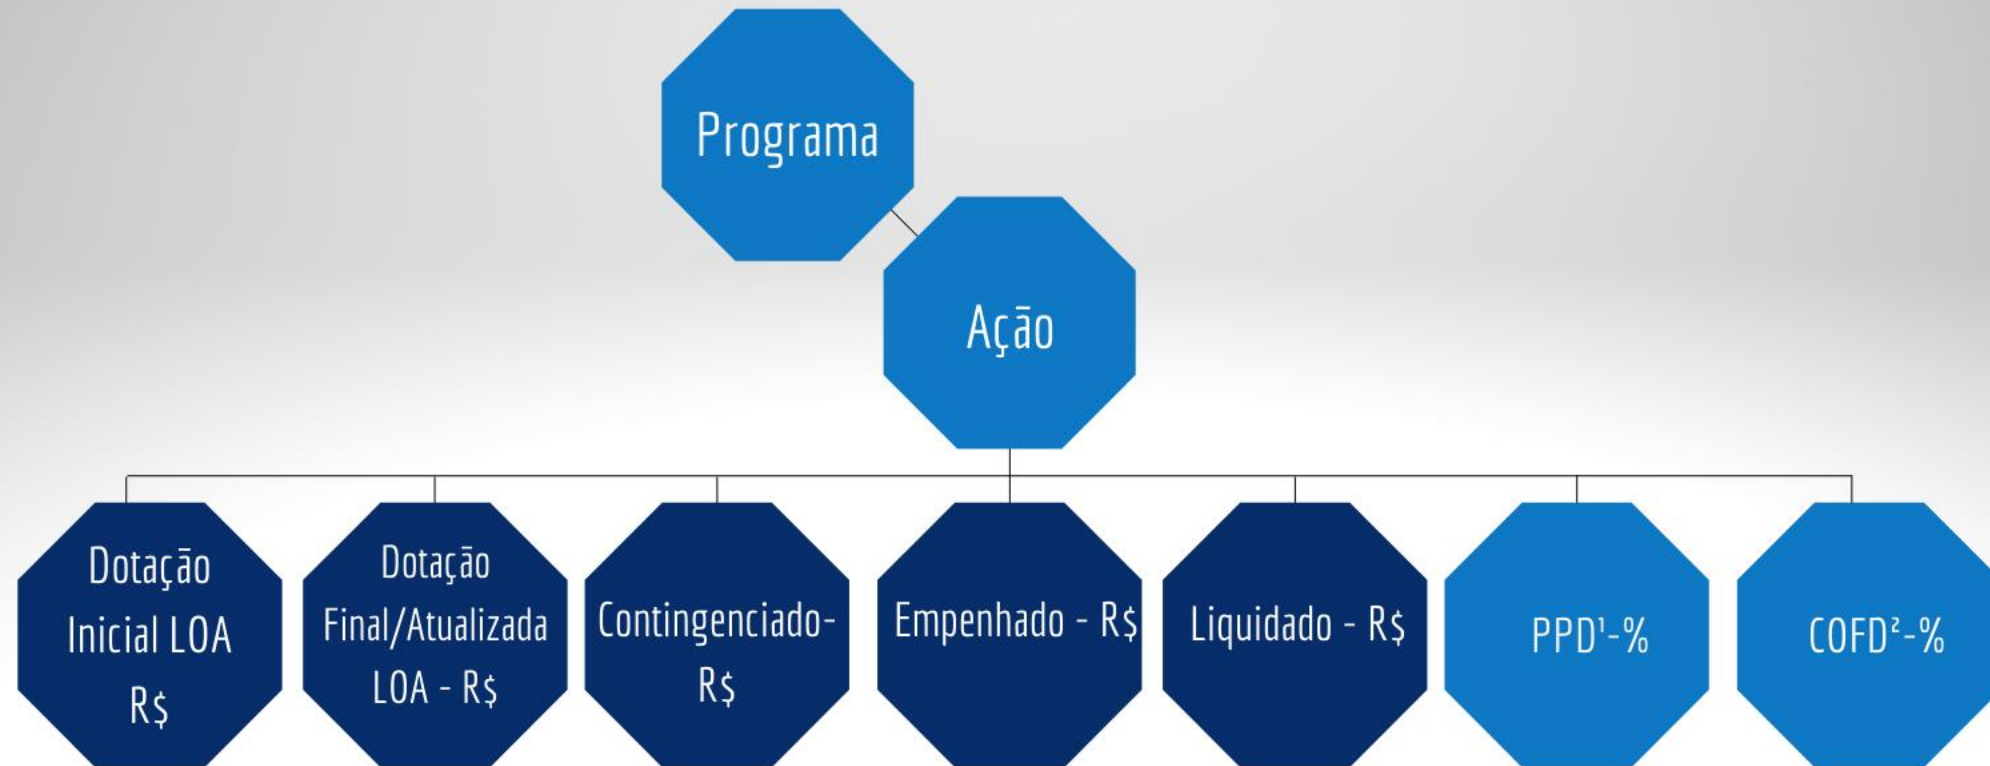 Programa
Ação
Dotação
Inicial LOA
R$
Dotação
Final/Atualizada
LOA - R$
Contingenciado-
R$
Empenhado - R$
Liquidado - R$
PPD¹-%
COFD²-%